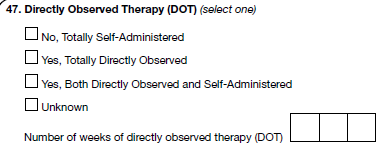 47. Directly Observed Therapy (DOT) (select one)
No, Totally Self-Administered
Yes, Totally Directly Observed
Yes, Both Directly Observed and Self-Administered
Unknown
Number of weeks of directly observed therapy (DOT)